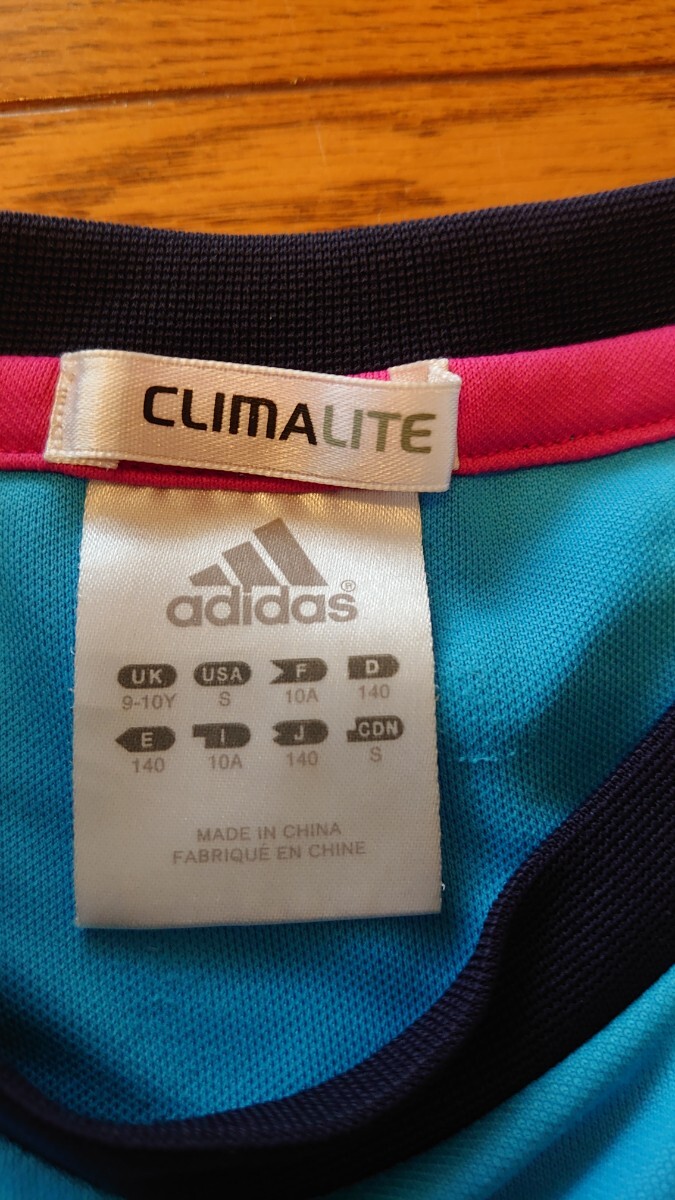 CLIMALITE
adidas®
UK USA F D
9-10Y S 10A 140
E I J CDN
140 10A 140 S
MADE IN CHINA
FABRIQUÉ EN CHINE